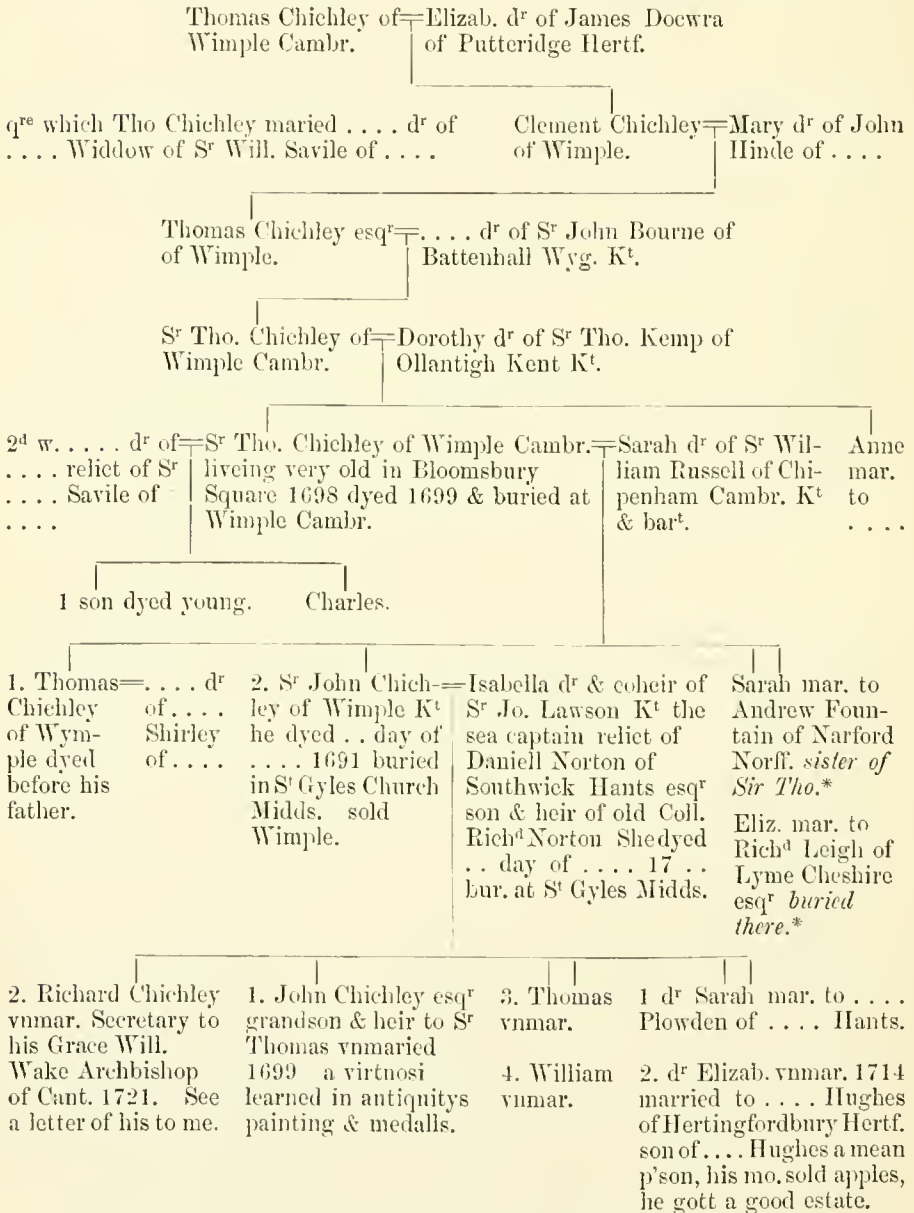 Thomas Chichley of=Elizab. dʳ of James Docwra
Wimple Cambr. of Putteridge Hertf.
qʳᵉ which Tho Chichley maried . . . . dʳ of
. . . . Widdow of Sʳ Will. Savile of . . . .
Clement Chichley=Mary dʳ of John
of Wimple. Hinde of . . . .
Thomas Chichley esqʳ=. . . . dʳ of Sʳ John Bourne of
of Wimple. Battenhall Wyg. Kᵗ.
Sʳ Tho. Chichley of=Dorothy dʳ of Sʳ Tho. Kemp of
Wimple Cambr. Ollantigh Kent Kᵗ.
2ᵈ w. . . . . dʳ of=
. . . . relict of Sʳ
. . . . Savile of
. . . .
Sʳ Tho. Chichley of Wimple Cambr.=
liveing very old in Bloomsbury
Square 1698 dyed 1699 & buried at
Wimple Cambr.
Sarah dʳ of Sʳ Wil-
liam Russell of Chi-
penham Cambr. Kᵗ
& barᵗ.
Anne
mar.
to
. . . .
1 son dyed young. Charles.
1. Thomas=
Chichley
of Wym-
ple dyed
before his
father.
. . . . dʳ
of . . . .
Shirley
of . . . .
2. Sʳ John Chich-=
ley of Wimple Kᵗ
he dyed . . day of
. . . . 1691 buried
in Sᵗ Gyles Church
Midds. sold
Wimple.
Isabella dʳ & coheir of
Sʳ Jo. Lawson Kᵗ the
sea captain relict of
Daniell Norton of
Southwick Hants esqʳ
son & heir of old Coll.
Richᵈ Norton She dyed
. . day of . . . . 17 . .
bur. at Sᵗ Gyles Midds.
Sarah mar. to
Andrew Foun-
tain of Narford
Norff. sister of
Sir Tho.*
Eliz. mar. to
Richᵈ Leigh of
Lyme Cheshire
esqʳ buried
there.*
2. Richard Chichley
vnmar. Secretary to
his Grace Will.
Wake Archbishop
of Cant. 1721. See
a letter of his to me.
1. John Chichley esqʳ
grandson & heir to Sʳ
Thomas vnmaried
1699 a virtuosi
learned in antiquitys
painting & medalls.
3. Thomas
vnmar.
4. William
vnmar.
1 dʳ Sarah mar. to . . . .
Plowden of . . . . Hants.
2. dʳ Elizab. vnmar. 1714
married to . . . . Hughes
of Hertingfordbury Hertf.
son of . . . . Hughes a mean
p'son, his mo. sold apples,
he gott a good estate.